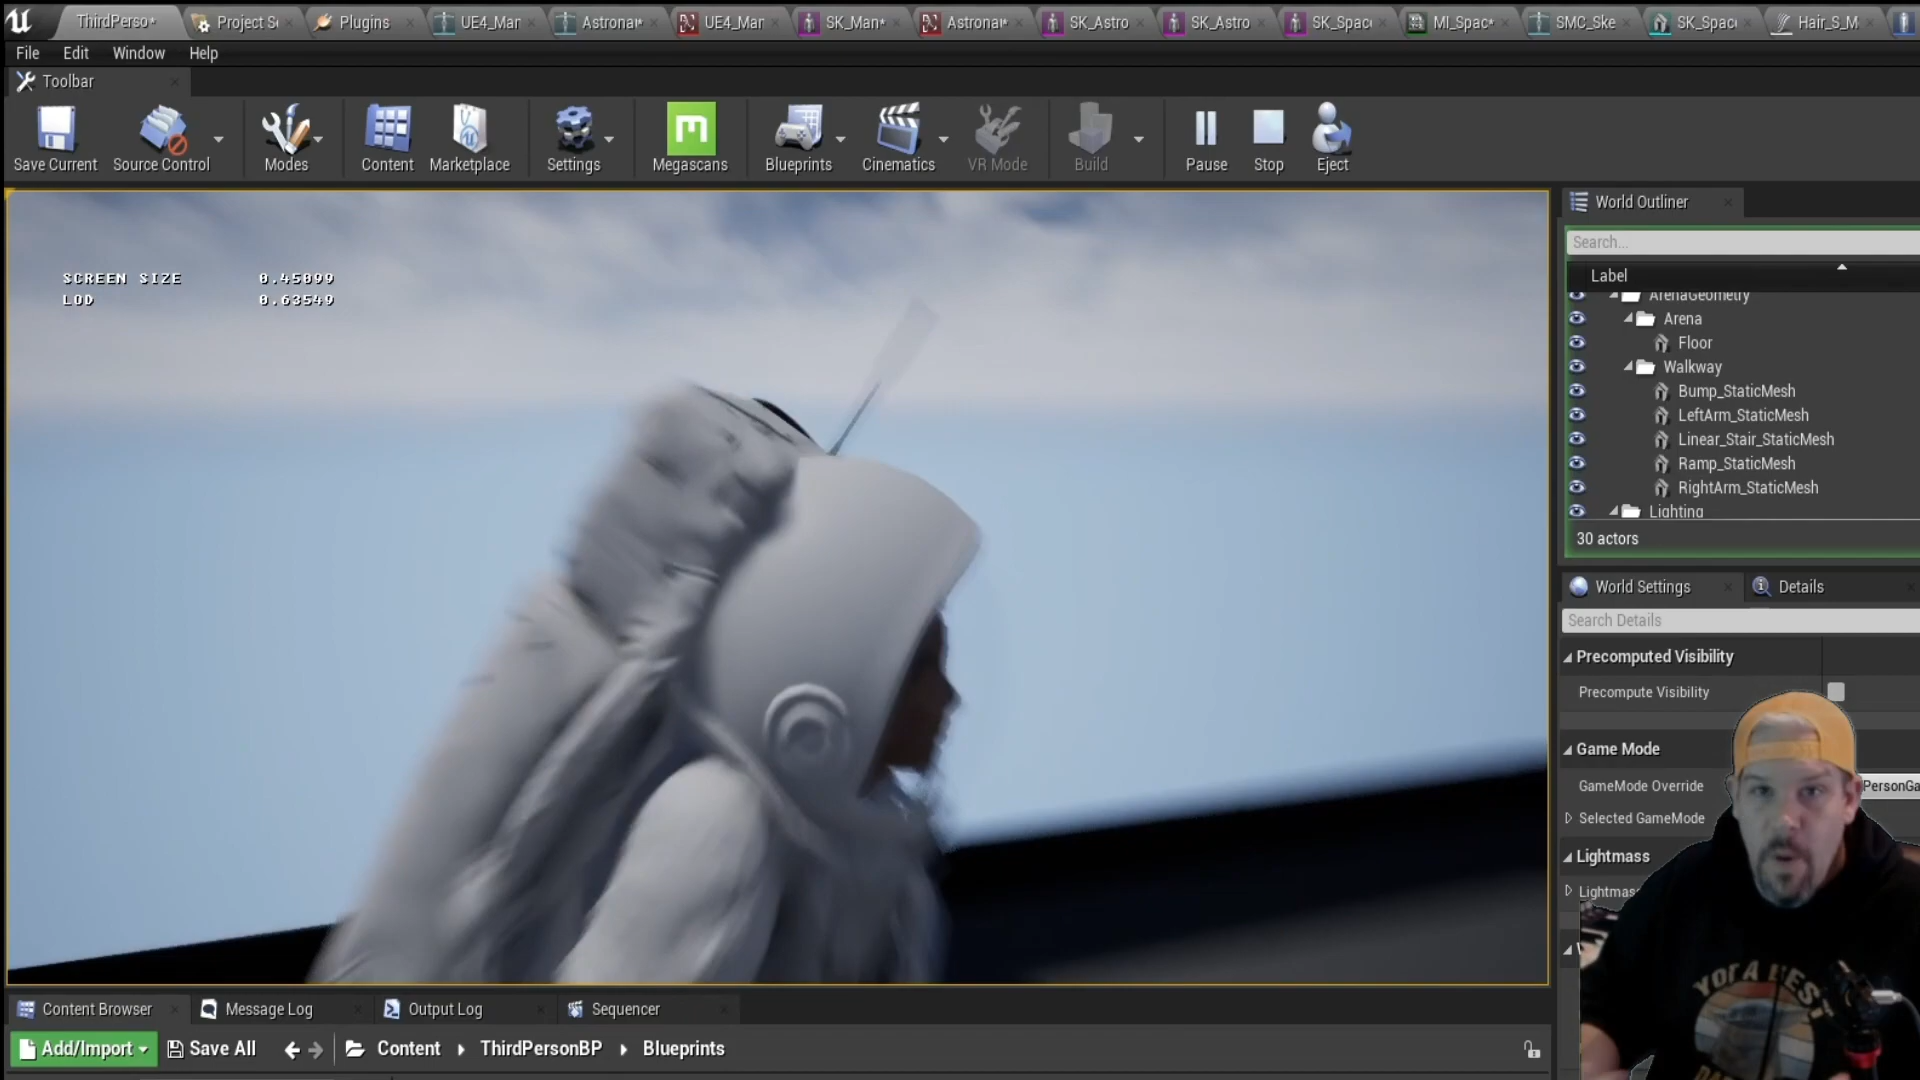 ThirdPerso*
Project Se
Plugins
UE4_Mar
Astronai*
UE4_Mar
SK_Man*
Astronai*
SK_Astro
SK_Astro
SK_Spac
MI_Spac*
SMC_Ske
SK_Spac
Hair_S_M
File Edit Window Help
Toolbar
Save Current
Source Control
Modes
Content
Marketplace
Settings
Megascans
Blueprints
Cinematics
VR Mode
Build
Pause
Stop
Eject
SCREEN SIZE 0.45899
LOD 0.63549
World Outliner
Search...
Label
ArenaGeometry
Arena
Floor
Walkway
Bump_StaticMesh
LeftArm_StaticMesh
Linear_Stair_StaticMesh
Ramp_StaticMesh
RightArm_StaticMesh
Lighting
30 actors
World Settings
Details
Search Details
Precomputed Visibility
Precompute Visibility
Game Mode
GameMode Override
PersonGa
Selected GameMode
Lightmass
Lightmas
Content Browser
Message Log
Output Log
Sequencer
Add/Import
Save All
Content
ThirdPersonBP
Blueprints